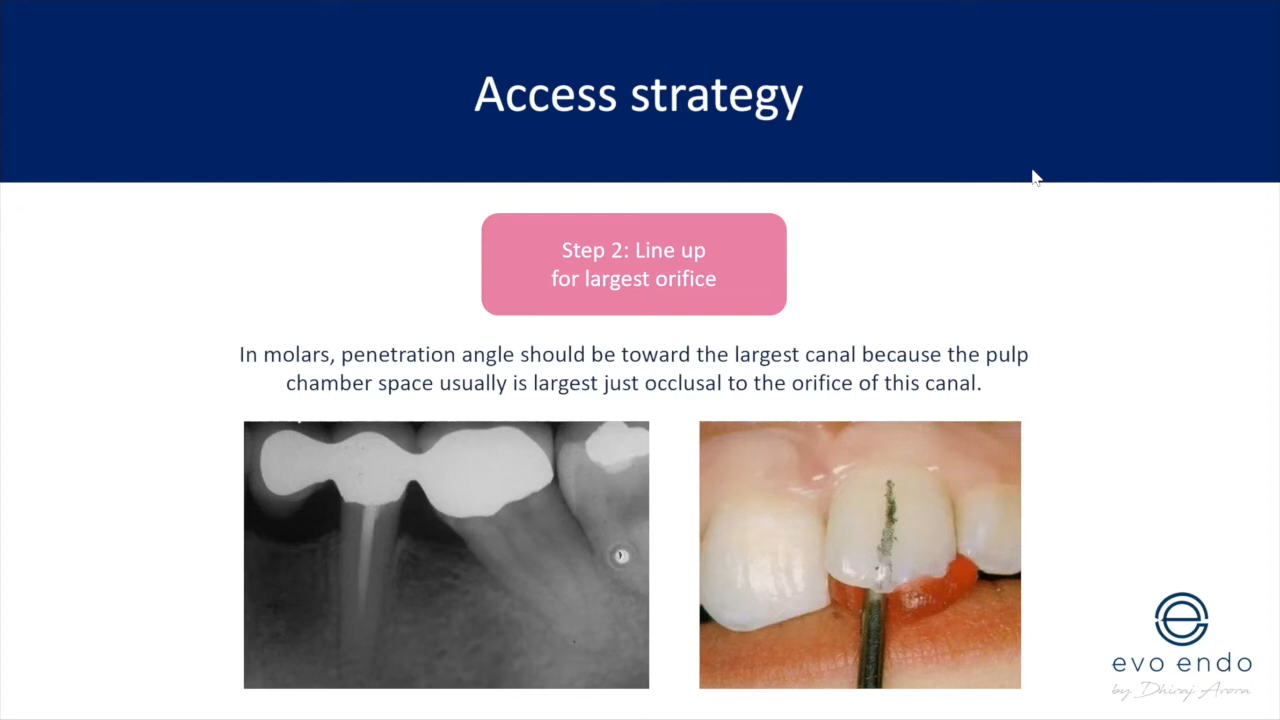 Access strategy
Step 2: Line up
for largest orifice
In molars, penetration angle should be toward the largest canal because the pulp
chamber space usually is largest just occlusal to the orifice of this canal.
evo endo
by Dhiraj Arora